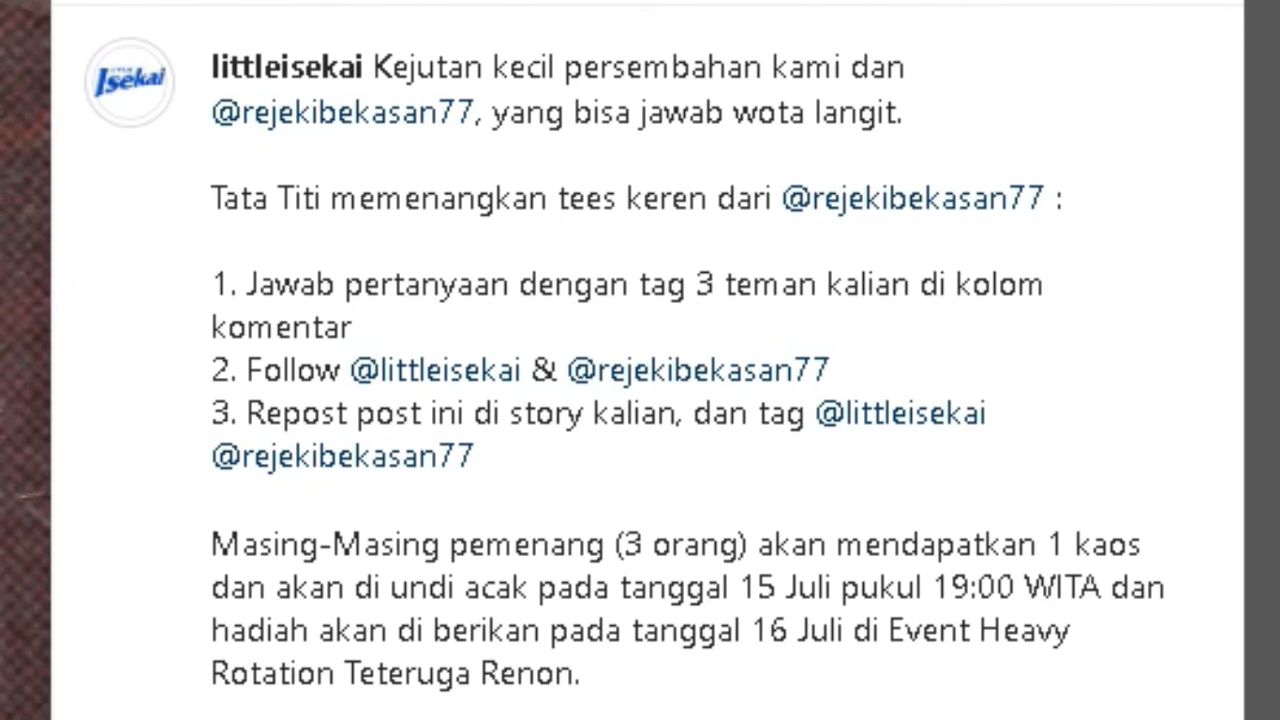 Isekai
littleisekai Kejutan kecil persembahan kami dan
@rejekibekasan77, yang bisa jawab wota langit.
Tata Titi memenangkan tees keren dari @rejekibekasan77 :
1. Jawab pertanyaan dengan tag 3 teman kalian di kolom
komentar
2. Follow @littleisekai & @rejekibekasan77
3. Repost post ini di story kalian, dan tag @littleisekai
@rejekibekasan77
Masing-Masing pemenang (3 orang) akan mendapatkan 1 kaos
dan akan di undi acak pada tanggal 15 Juli pukul 19:00 WITA dan
hadiah akan di berikan pada tanggal 16 Juli di Event Heavy
Rotation Teteruga Renon.